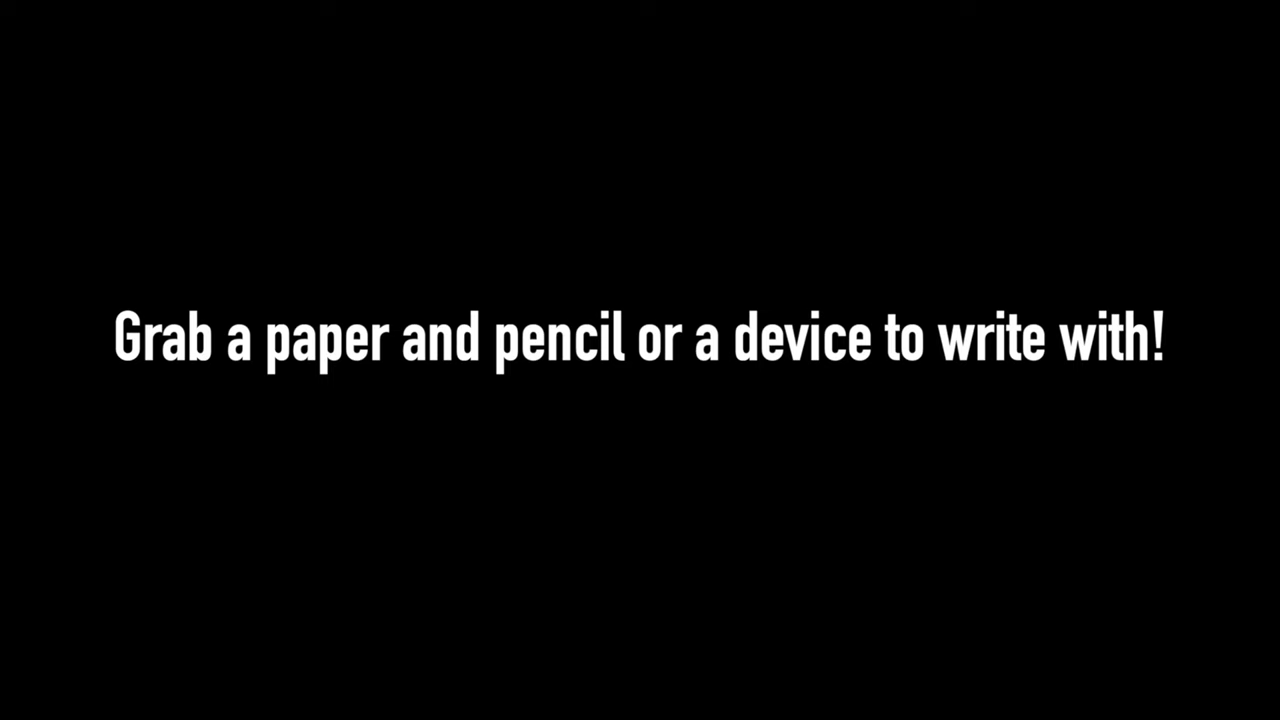 Grab a paper and pencil or a device to write with!